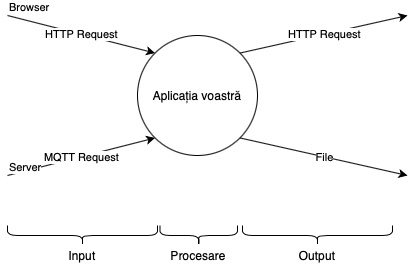 Browser
HTTP Request
HTTP Request
Aplicația voastră
MQTT Request
Server
File
Input
Procesare
Output